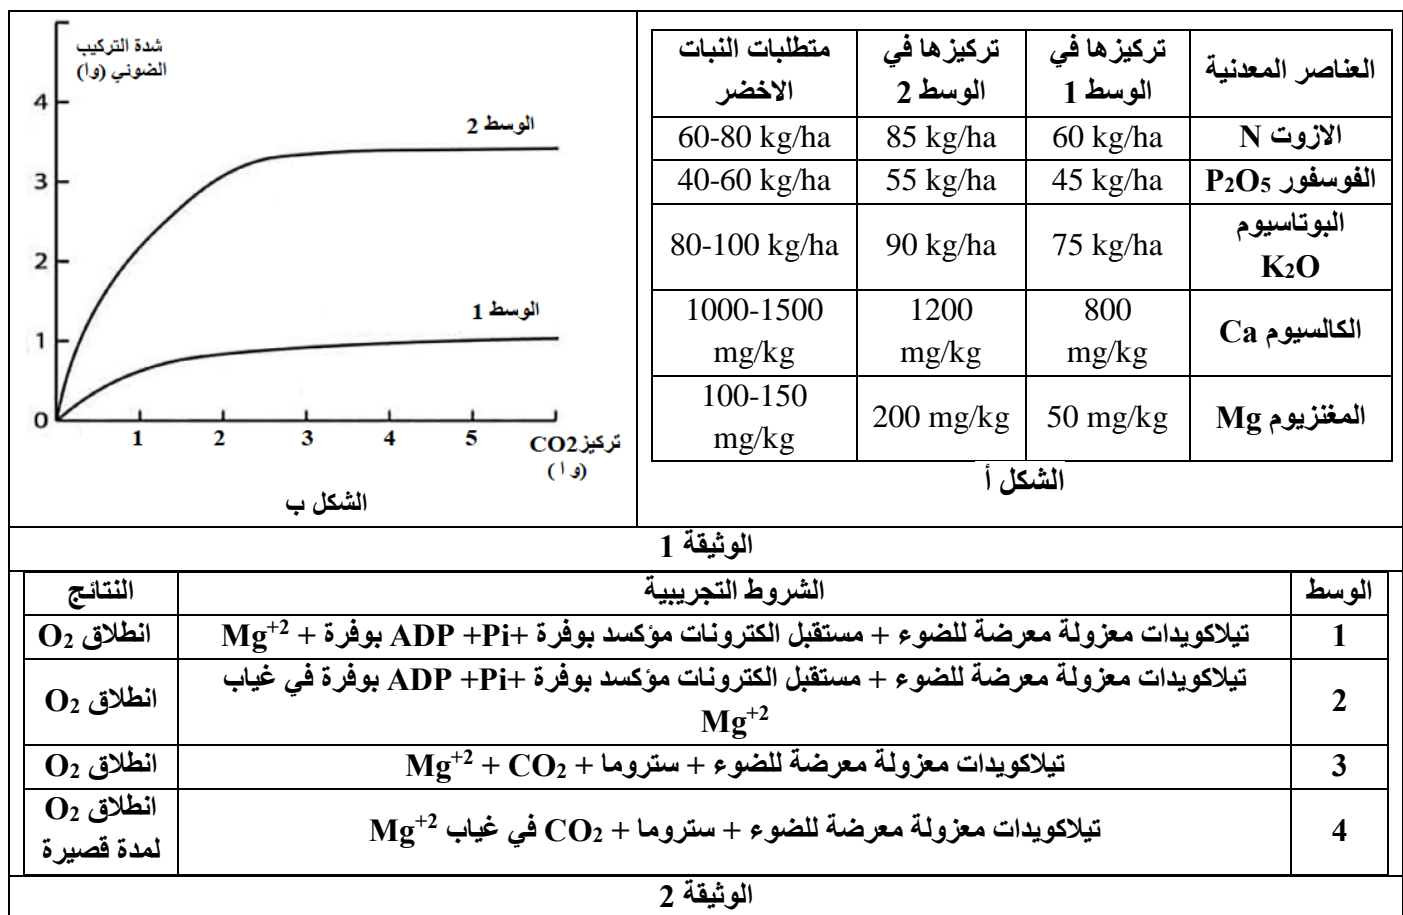 العناصر المعدنية | تركيزها في الوسط 1 | تركيزها في الوسط 2 | متطلبات النبات الاخضر
الازوت N | 60 kg/ha | 85 kg/ha | 60-80 kg/ha
الفوسفور P₂O₅ | 45 kg/ha | 55 kg/ha | 40-60 kg/ha
البوتاسيوم K₂O | 75 kg/ha | 90 kg/ha | 80-100 kg/ha
الكالسيوم Ca | 800 mg/kg | 1200 mg/kg | 1000-1500 mg/kg
المغنزيوم Mg | 50 mg/kg | 200 mg/kg | 100-150 mg/kg
الشكل أ
شدة التركيب
الضوئي (وا)
4
3
2
1
0
الوسط 2
الوسط 1
1 2 3 4 5
تركيز CO2
(و ا )
الشكل ب
الوثيقة 1
الوسط | الشروط التجريبية | النتائج
1 | تيلاكويدات معزولة معرضة للضوء + مستقبل الكترونات مؤكسد بوفرة +ADP +Pi بوفرة + Mg⁺² | انطلاق O₂
2 | تيلاكويدات معزولة معرضة للضوء + مستقبل الكترونات مؤكسد بوفرة +ADP +Pi بوفرة في غياب
Mg⁺² | انطلاق O₂
3 | تيلاكويدات معزولة معرضة للضوء + ستروما + Mg⁺² + CO₂ | انطلاق O₂
4 | تيلاكويدات معزولة معرضة للضوء + ستروما + CO₂ في غياب Mg⁺² | انطلاق O₂
لمدة قصيرة
الوثيقة 2